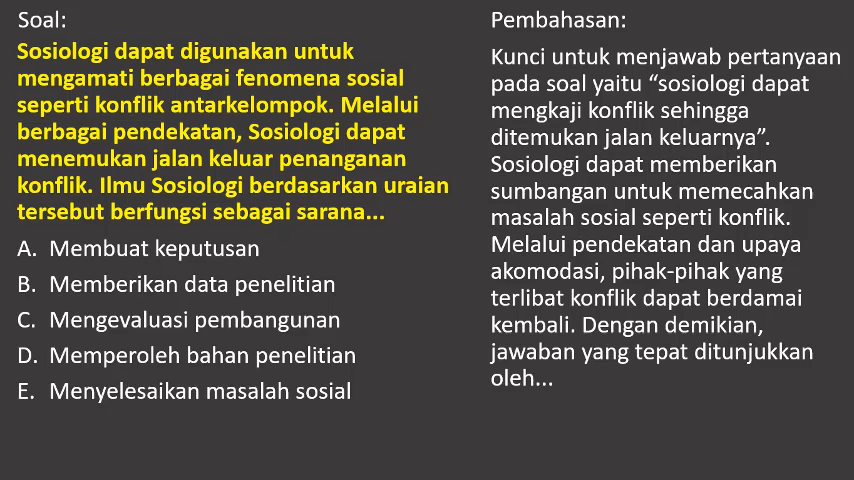 Soal:
Sosiologi dapat digunakan untuk
mengamati berbagai fenomena sosial
seperti konflik antarkelompok. Melalui
berbagai pendekatan, Sosiologi dapat
menemukan jalan keluar penanganan
konflik. Ilmu Sosiologi berdasarkan uraian
tersebut berfungsi sebagai sarana...
A. Membuat keputusan
B. Memberikan data penelitian
C. Mengevaluasi pembangunan
D. Memperoleh bahan penelitian
E. Menyelesaikan masalah sosial
Pembahasan:
Kunci untuk menjawab pertanyaan
pada soal yaitu “sosiologi dapat
mengkaji konflik sehingga
ditemukan jalan keluarnya”.
Sosiologi dapat memberikan
sumbangan untuk memecahkan
masalah sosial seperti konflik.
Melalui pendekatan dan upaya
akomodasi, pihak-pihak yang
terlibat konflik dapat berdamai
kembali. Dengan demikian,
jawaban yang tepat ditunjukkan
oleh...